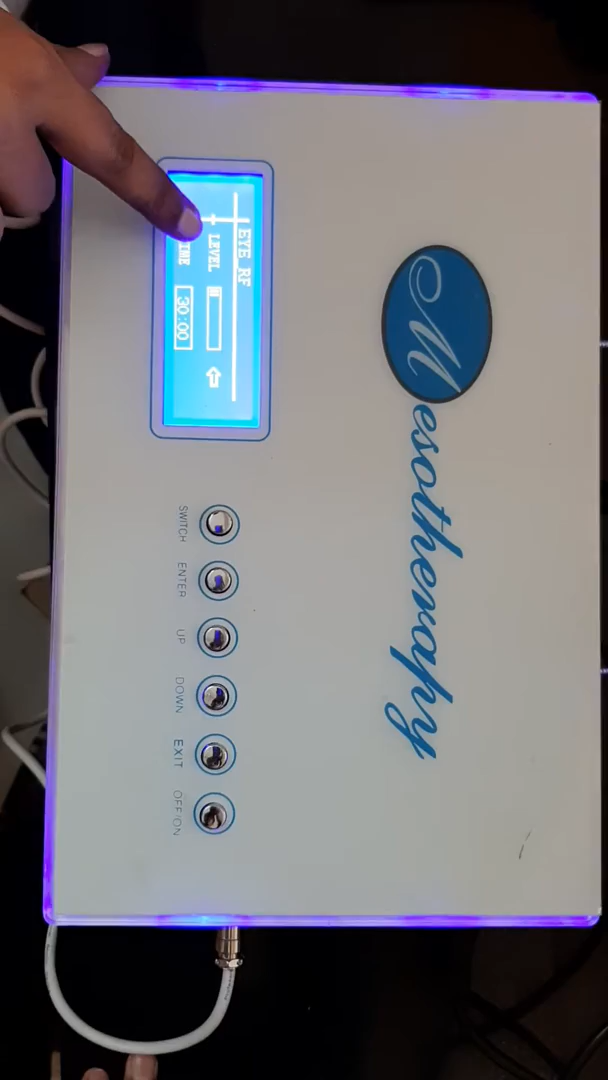 Mesotherapy
EYE RF
LEVEL
30:00
SWITCH
ENTER
UP
DOWN
EXIT
OFF/ON